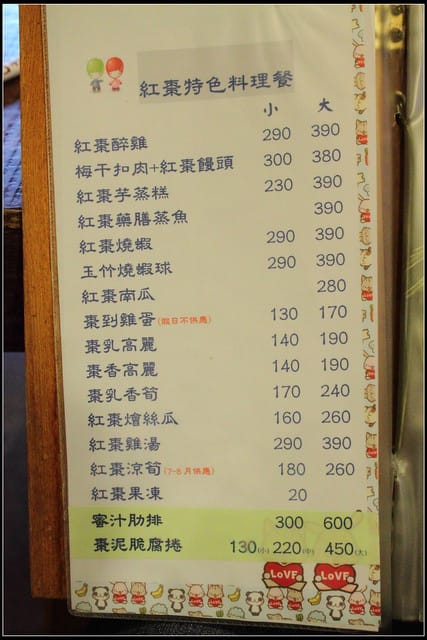 紅棗特色料理餐
小 大
紅棗醉雞 290 390
梅干扣肉+紅棗饅頭 300 380
紅棗芋蒸糕 230 390
紅棗藥膳蒸魚 390
紅棗燒蝦 290 390
玉竹燒蝦球 290 390
紅棗南瓜 280
棗到雞蛋(假日不供應) 130 170
棗乳高麗 140 190
棗香高麗 140 190
棗乳香筍 170 240
紅棗燴絲瓜 160 260
紅棗雞湯 290 390
紅棗涼筍(7-8月供應) 180 260
紅棗果凍 20
蜜汁肋排 300 600
棗泥脆腐捲 130(小) 220(中) 450(大)
LOVE LOVE